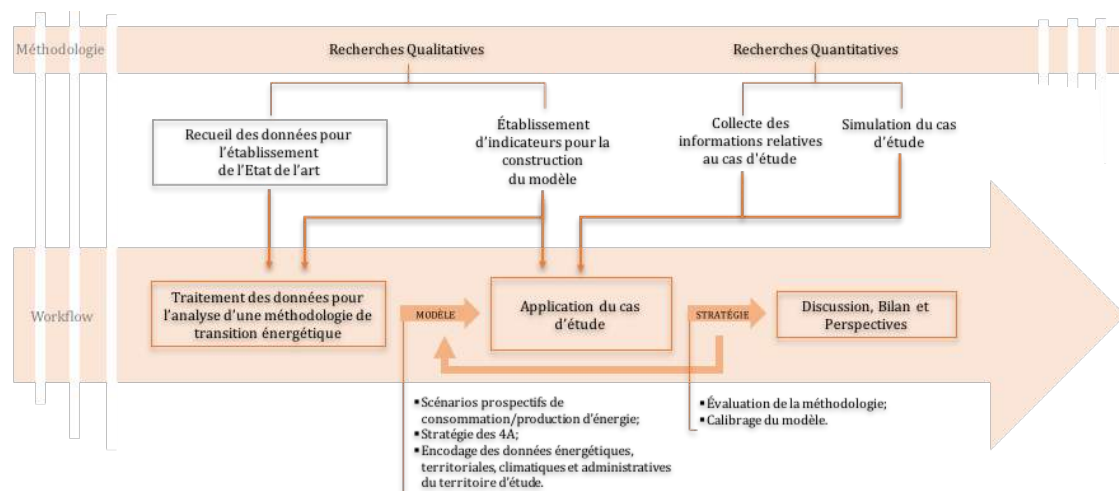 Méthodologie
Recherches Qualitatives
Recherches Quantitatives
Recueil des données pour
l'établissement
de l'Etat de l'art
Établissement
d'indicateurs pour la
construction
du modèle
Collecte des
informations relatives
au cas d'étude
Simulation du cas
d'étude
Workflow
Traitement des données pour
l'analyse d'une méthodologie de
transition énergétique
MODÈLE
Application du cas
d'étude
STRATÉGIE
Discussion, Bilan et
Perspectives
▪ Scénarios prospectifs de
consommation/production d'énergie;
▪ Stratégie des 4A;
▪ Encodage des données énergétiques,
territoriales, climatiques et administratives
du territoire d'étude.
▪ Évaluation de la méthodologie;
▪ Calibrage du modèle.